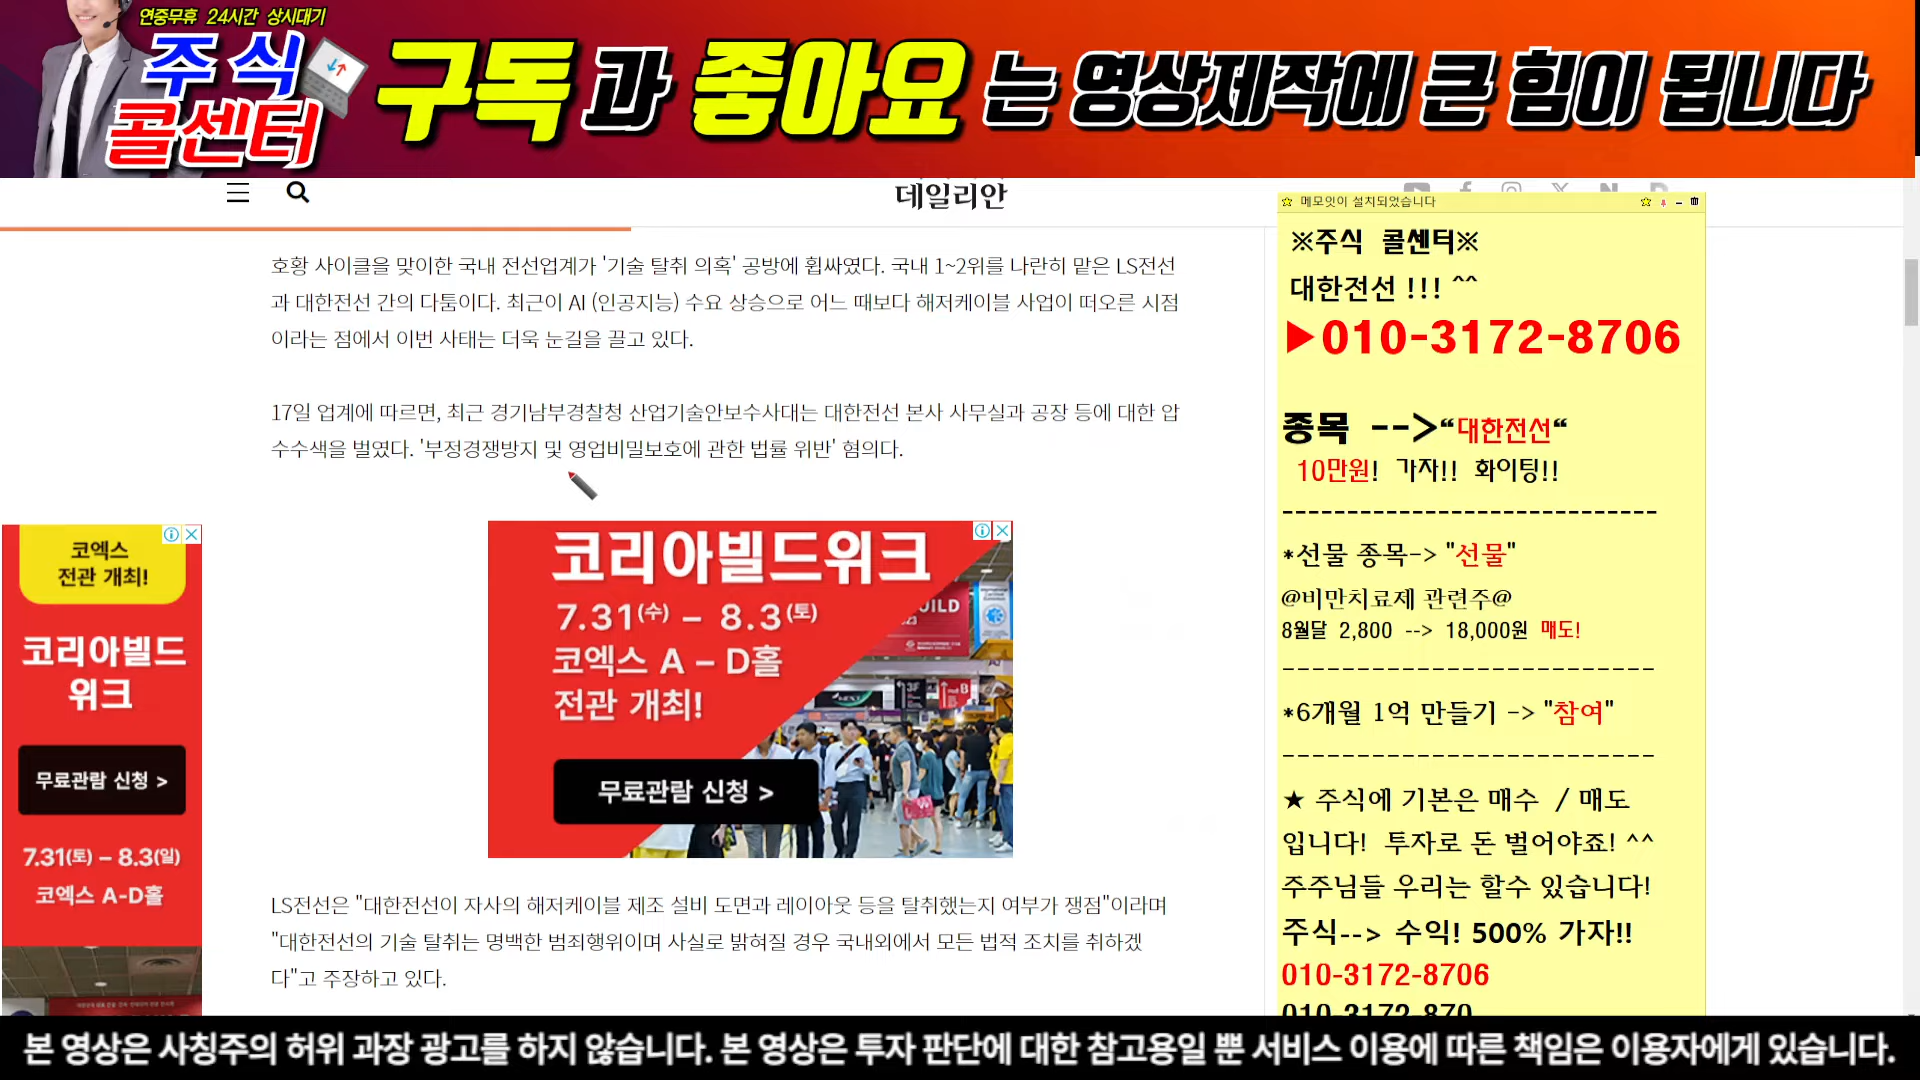 연중무휴 24시간 상시대기
주식
콜센터
구독과 좋아요는 영상제작에 큰 힘이 됩니다
데일리안
호황 사이클을 맞이한 국내 전선업계가 '기술 탈취 의혹' 공방에 휩싸였다. 국내 1~2위를 나란히 맡은 LS전선
과 대한전선 간의 다툼이다. 최근이 AI (인공지능) 수요 상승으로 어느 때보다 해저케이블 사업이 떠오른 시점
이라는 점에서 이번 사태는 더욱 눈길을 끌고 있다.
17일 업계에 따르면, 최근 경기남부경찰청 산업기술안보수사대는 대한전선 본사 사무실과 공장 등에 대한 압
수수색을 벌였다. '부정경쟁방지 및 영업비밀보호에 관한 법률 위반' 혐의다.
코엑스
전관 개최!
코리아빌드
위크
무료관람 신청 >
7.31(토) – 8.3(일)
코엑스 A-D홀
코리아빌드위크
7.31(수) – 8.3(토)
코엑스 A – D홀
전관 개최!
무료관람 신청 >
LS전선은 "대한전선이 자사의 해저케이블 제조 설비 도면과 레이아웃 등을 탈취했는지 여부가 쟁점"이라며
"대한전선의 기술 탈취는 명백한 범죄행위이며 사실로 밝혀질 경우 국내외에서 모든 법적 조치를 취하겠
다"고 주장하고 있다.
메모잇이 설치되었습니다
※주식 콜센터※
대한전선 !!! ^^
▶010-3172-8706
종목 -->“대한전선“
10만원! 가자!! 화이팅!!
-----------------------------
*선물 종목-> "선물"
@비만치료제 관련주@
8월달 2,800 --> 18,000원 매도!
--------------------------
*6개월 1억 만들기 -> "참여"
--------------------------
★ 주식에 기본은 매수 / 매도
입니다! 투자로 돈 벌어야죠! ^^
주주님들 우리는 할수 있습니다!
주식--> 수익! 500% 가자!!
010-3172-8706
010-3172-870
본 영상은 사칭주의 허위 과장 광고를 하지 않습니다. 본 영상은 투자 판단에 대한 참고용일 뿐 서비스 이용에 따른 책임은 이용자에게 있습니다.